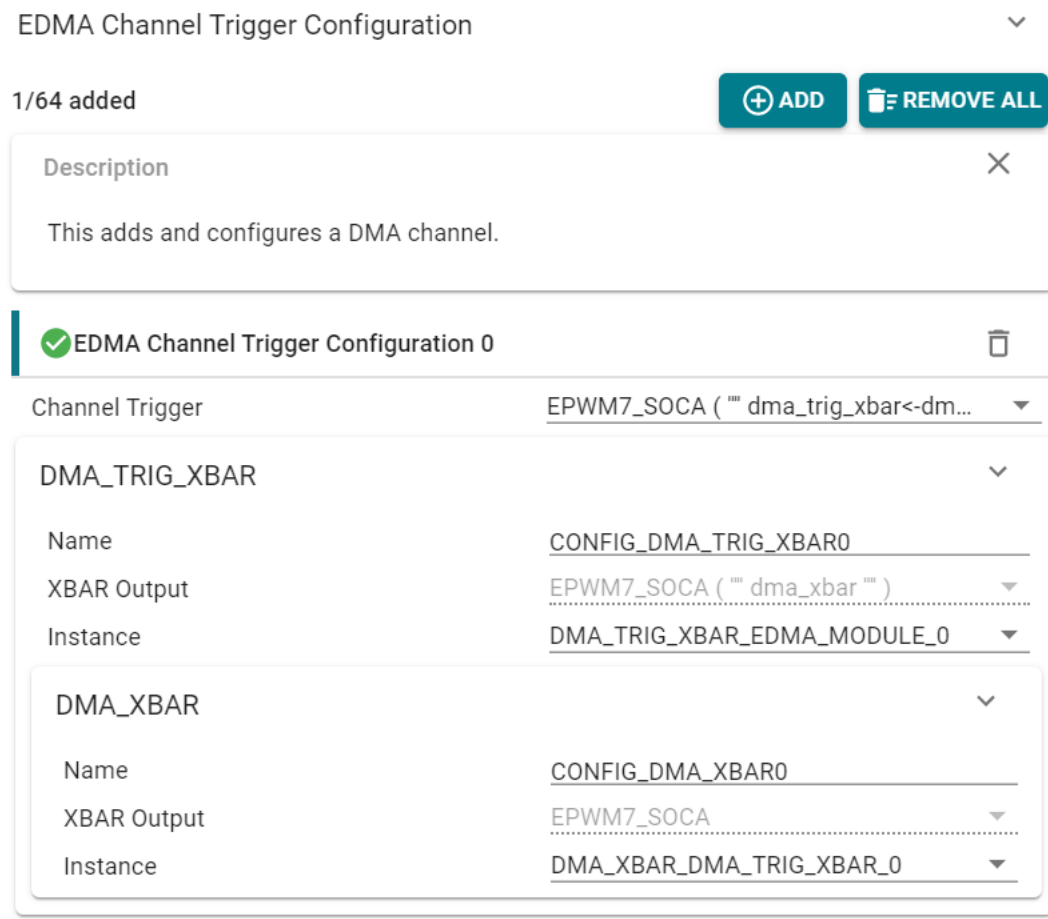 EDMA Channel Trigger Configuration
1/64 added
ADD
REMOVE ALL
Description
This adds and configures a DMA channel.
EDMA Channel Trigger Configuration 0
Channel Trigger EPWM7_SOCA ( "" dma_trig_xbar<-dm...
DMA_TRIG_XBAR
Name CONFIG_DMA_TRIG_XBAR0
XBAR Output EPWM7_SOCA ( "" dma_xbar "" )
Instance DMA_TRIG_XBAR_EDMA_MODULE_0
DMA_XBAR
Name CONFIG_DMA_XBAR0
XBAR Output EPWM7_SOCA
Instance DMA_XBAR_DMA_TRIG_XBAR_0